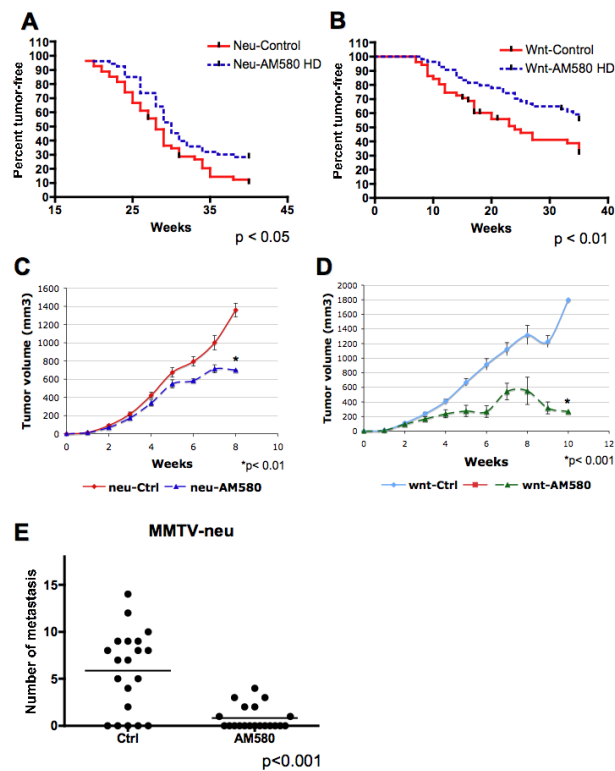 A
Neu-Control
Neu-AM580 HD
Percent tumor-free
110
100
90
80
70
60
50
40
30
20
10
0
15
25
35
45
Weeks
p < 0.05
B
Wnt-Control
Wnt-AM580 HD
Percent tumor-free
110
100
90
80
70
60
50
40
30
20
10
0
0
10
20
30
40
Weeks
p < 0.01
C
Tumor volume (mm3)
1600
1400
1200
1000
800
600
400
200
0
0
2
4
6
8
10
*
Weeks
*p< 0.01
neu-Ctrl
neu-AM580
D
Tumor volume (mm3)
2000
1800
1600
1400
1200
1000
800
600
400
200
0
0
2
4
6
8
10
12
*
Weeks
*p< 0.001
wnt-Ctrl
wnt-AM580
E
MMTV-neu
Number of metastasis
15
10
5
0
Ctrl
AM580
p<0.001